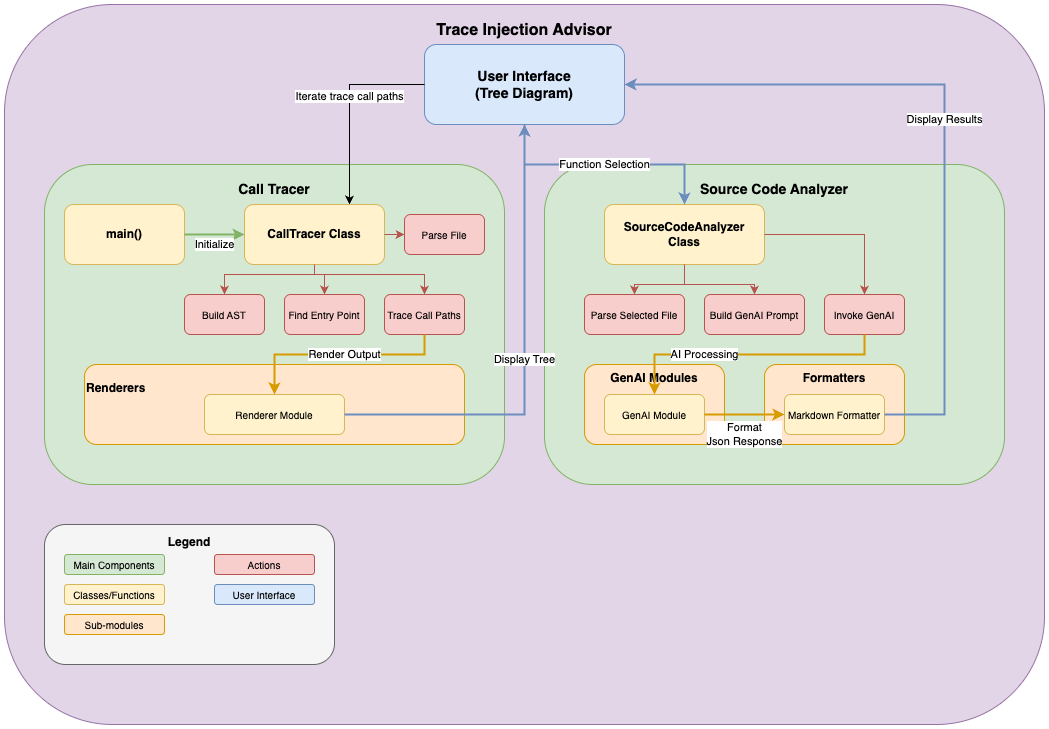 Trace Injection Advisor
User Interface
(Tree Diagram)
Iterate trace call paths
Display Results
Function Selection
Call Tracer
main()
Initialize
CallTracer Class
Parse File
Build AST
Find Entry Point
Trace Call Paths
Render Output
Renderers
Renderer Module
Display Tree
Source Code Analyzer
SourceCodeAnalyzer
Class
Parse Selected File
Build GenAI Prompt
Invoke GenAI
AI Processing
GenAI Modules
GenAI Module
Format
Json Response
Formatters
Markdown Formatter
Legend
Main Components
Actions
Classes/Functions
User Interface
Sub-modules